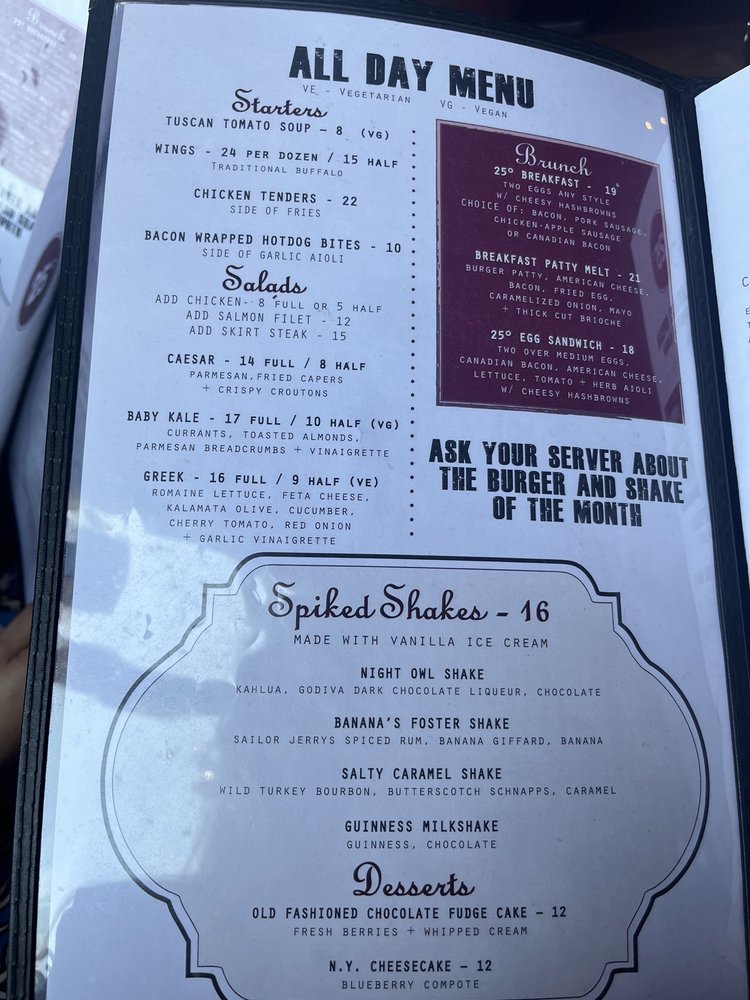 ALL DAY MENU
VE - VEGETARIAN VG - VEGAN
Starters
TUSCAN TOMATO SOUP - 8 (VG)
WINGS - 24 PER DOZEN / 15 HALF
TRADITIONAL BUFFALO
CHICKEN TENDERS - 22
SIDE OF FRIES
BACON WRAPPED HOTDOG BITES - 10
SIDE OF GARLIC AIOLI
Salads
ADD CHICKEN- 8 FULL OR 5 HALF
ADD SALMON FILET - 12
ADD SKIRT STEAK - 15
CAESAR - 14 FULL / 8 HALF
PARMESAN, FRIED CAPERS
+ CRISPY CROUTONS
BABY KALE - 17 FULL / 10 HALF (VG)
CURRANTS, TOASTED ALMONDS,
PARMESAN BREADCRUMBS + VINAIGRETTE
GREEK - 16 FULL / 9 HALF (VE)
ROMAINE LETTUCE, FETA CHEESE,
KALAMATA OLIVE, CUCUMBER,
CHERRY TOMATO, RED ONION
+ GARLIC VINAIGRETTE
Brunch
25° BREAKFAST - 19
TWO EGGS ANY STYLE
W/ CHEESY HASHBROWNS
CHOICE OF: BACON, PORK SAUSAGE,
CHICKEN-APPLE SAUSAGE
OR CANADIAN BACON
BREAKFAST PATTY MELT - 21
BURGER PATTY, AMERICAN CHEESE,
BACON, FRIED EGG,
CARAMELIZED ONION, MAYO
+ THICK CUT BRIOCHE
25° EGG SANDWICH - 18
TWO OVER MEDIUM EGGS,
CANADIAN BACON, AMERICAN CHEESE,
LETTUCE, TOMATO + HERB AIOLI
W/ CHEESY HASHBROWNS
ASK YOUR SERVER ABOUT
THE BURGER AND SHAKE
OF THE MONTH
Spiked Shakes - 16
MADE WITH VANILLA ICE CREAM
NIGHT OWL SHAKE
KAHLUA, GODIVA DARK CHOCOLATE LIQUEUR, CHOCOLATE
BANANA'S FOSTER SHAKE
SAILOR JERRYS SPICED RUM, BANANA GIFFARD, BANANA
SALTY CARAMEL SHAKE
WILD TURKEY BOURBON, BUTTERSCOTCH SCHNAPPS, CARAMEL
GUINNESS MILKSHAKE
GUINNESS, CHOCOLATE
Desserts
OLD FASHIONED CHOCOLATE FUDGE CAKE - 12
FRESH BERRIES + WHIPPED CREAM
N.Y. CHEESECAKE - 12
BLUEBERRY COMPOTE
Brunch
25°